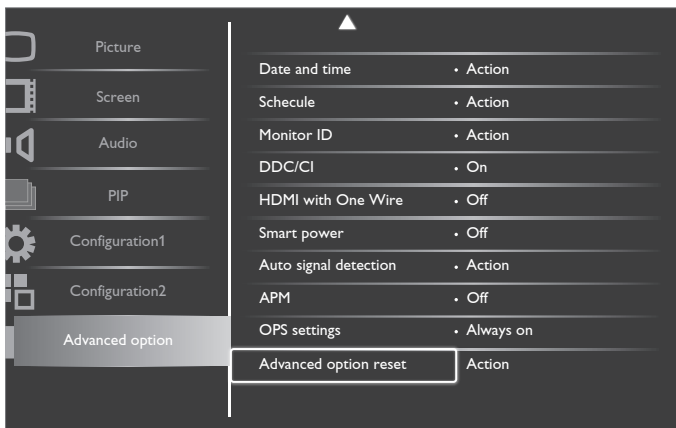 Picture
Screen
Audio
PIP
Configuration1
Configuration2
Advanced option
Date and time • Action
Schecule • Action
Monitor ID • Action
DDC/CI • On
HDMI with One Wire • Off
Smart power • Off
Auto signal detection • Action
APM • Off
OPS settings • Always on
Advanced option reset Action